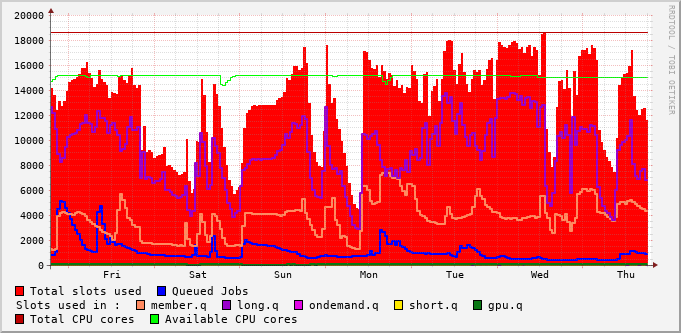 20000
18000
16000
14000
12000
10000
8000
6000
4000
2000
0
Fri Sat Sun Mon Tue Wed Thu
RRDTOOL / TOBI OETIKER
Total slots used Queued Jobs
Slots used in : member.q long.q ondemand.q short.q gpu.q
Total CPU cores Available CPU cores